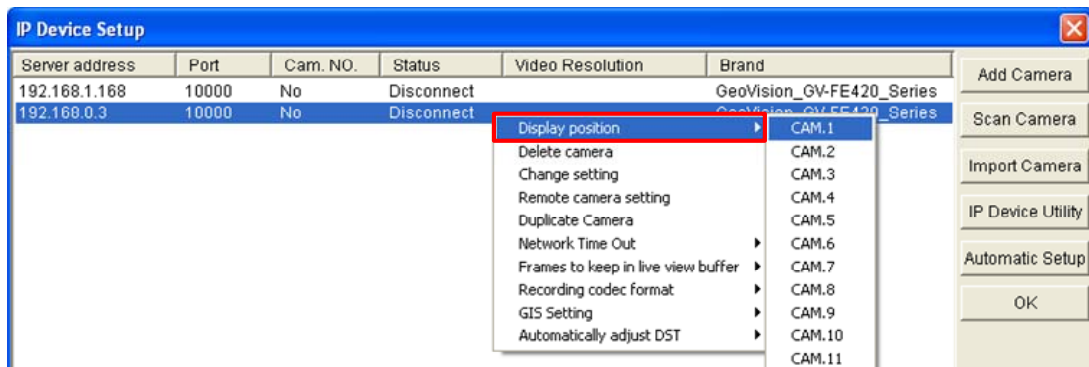 IP Device Setup
Server address Port Cam. NO. Status Video Resolution Brand
192.168.1.168 10000 No Disconnect GeoVision_GV-FE420_Series
192.168.0.3 10000 No Disconnect GeoVision_GV-FE420_Series
Display position
Delete camera
Change setting
Remote camera setting
Duplicate Camera
Network Time Out
Frames to keep in live view buffer
Recording codec format
GIS Setting
Automatically adjust DST
CAM.1
CAM.2
CAM.3
CAM.4
CAM.5
CAM.6
CAM.7
CAM.8
CAM.9
CAM.10
CAM.11
Add Camera
Scan Camera
Import Camera
IP Device Utility
Automatic Setup
OK